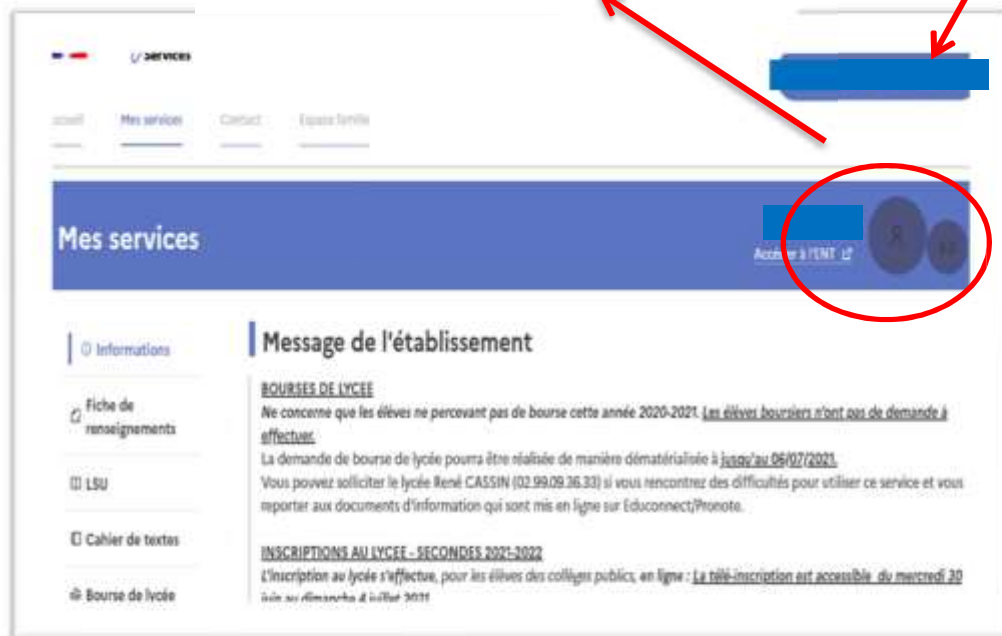 Services
Mes services
Contact
Espace famille
Mes services
Accéder à l'ENT
Informations
Message de l'établissement
Fiche de renseignements
LSU
Cahier de textes
Bourse de lycée
BOURSES DE LYCEE
Ne concerne que les élèves ne percevant pas de bourse cette année 2020-2021. Les élèves boursiers n'ont pas de demande à
effectuer.
La demande de bourse de lycée pourra être réalisée de manière dématérialisée à jusqu'au 06/07/2021.
Vous pouvez solliciter le lycée René CASSIN (02.99.09.36.33) si vous rencontrez des difficultés pour utiliser ce service et vous
reporter aux documents d'information qui sont mis en ligne sur Educonnect/Pronote.
INSCRIPTIONS AU LYCEE - SECONDES 2021-2022
L'inscription au lycée s'effectue, pour les élèves des collèges publics, en ligne : La télé-inscription est accessible du mercredi 30
juin au dimanche 4 juillet 2021